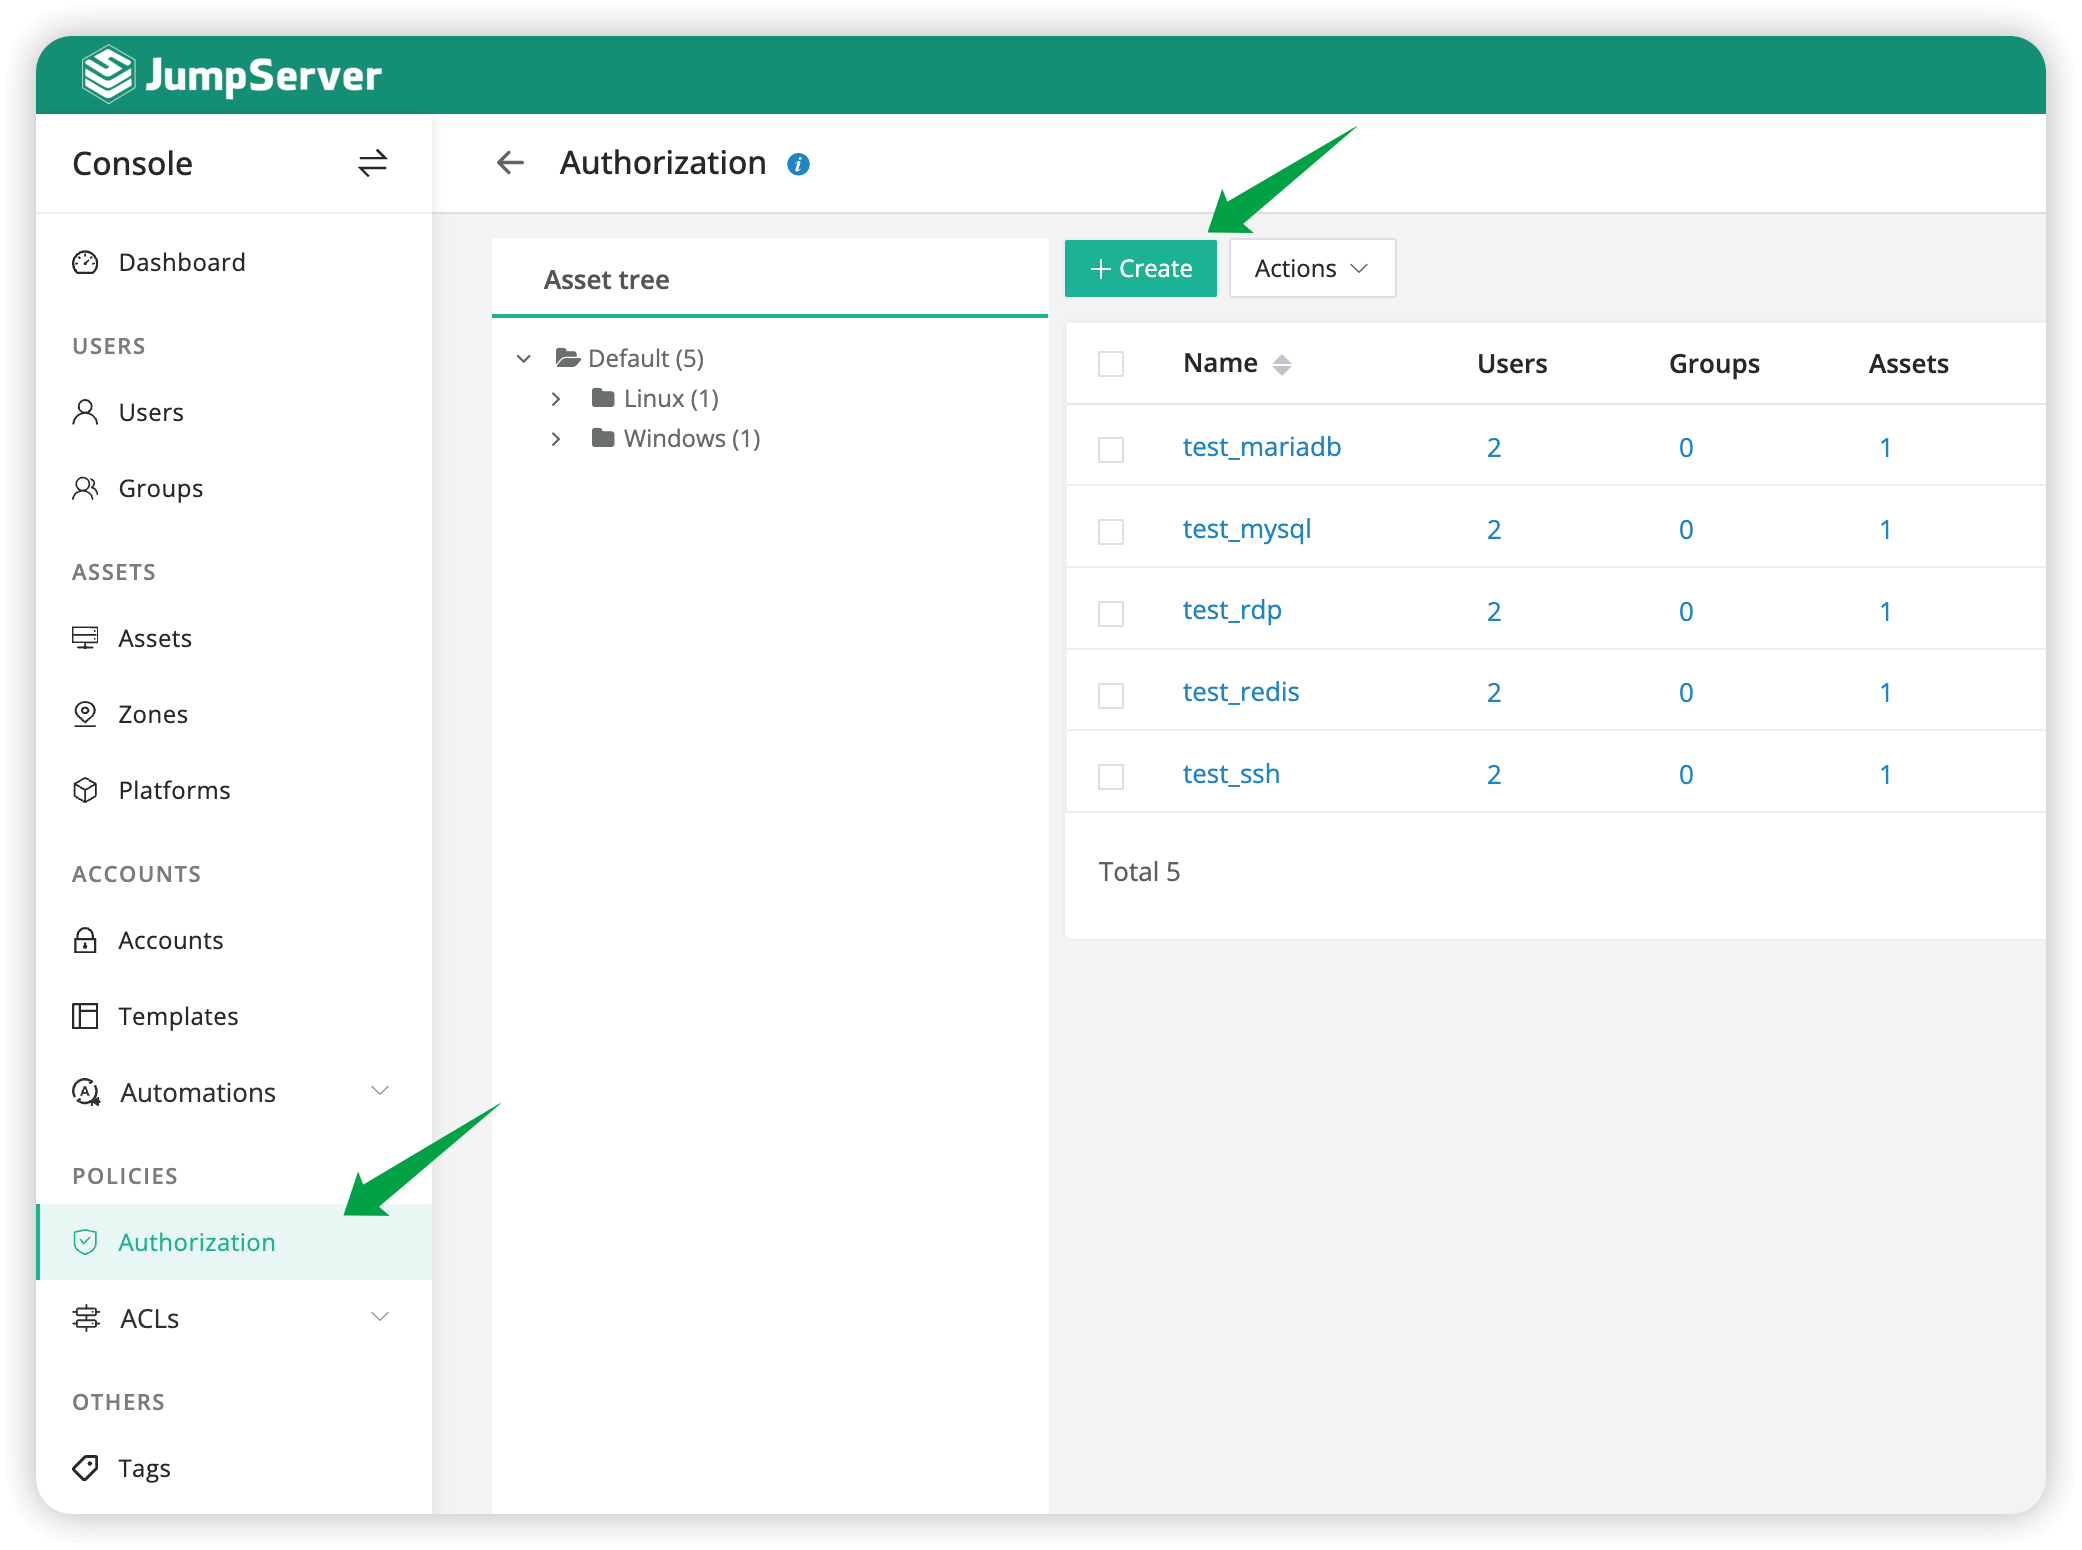 JumpServer
Console
Authorization
Dashboard
USERS
Users
Groups
ASSETS
Assets
Zones
Platforms
ACCOUNTS
Accounts
Templates
Automations
POLICIES
Authorization
ACLs
OTHERS
Tags
Asset tree
Default (5)
Linux (1)
Windows (1)
Create Actions
Name Users Groups Assets
test_mariadb 2 0 1
test_mysql 2 0 1
test_rdp 2 0 1
test_redis 2 0 1
test_ssh 2 0 1
Total 5